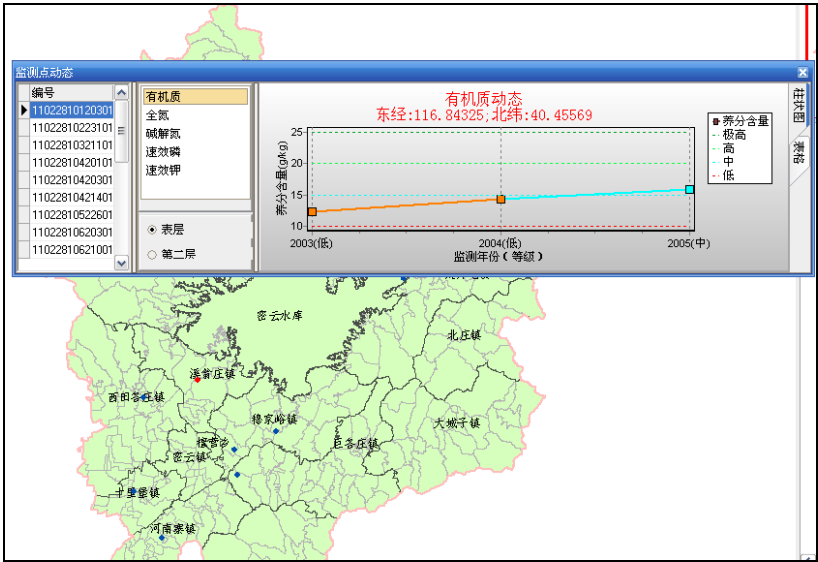 监测点动态
编号
11022810120301
11022810223101
11022810321101
11022810420101
11022810420301
11022810421401
11022810522601
11022810620301
11022810621001
有机质
全氮
碱解氮
速效磷
速效钾
表层
第二层
有机质动态
东经:116.84325;北纬:40.45569
养分含量(g/kg)
25
20
15
10
2003(低)
2004(低)
2005(中)
监测年份(等级)
养分含量
极高
高
中
低
柱状图
表格
密云水库
北庄镇
溪翁庄镇
西田各庄镇
穆家峪镇
大城子镇
檀营乡
巨各庄镇
密云镇
十里堡镇
河南寨镇